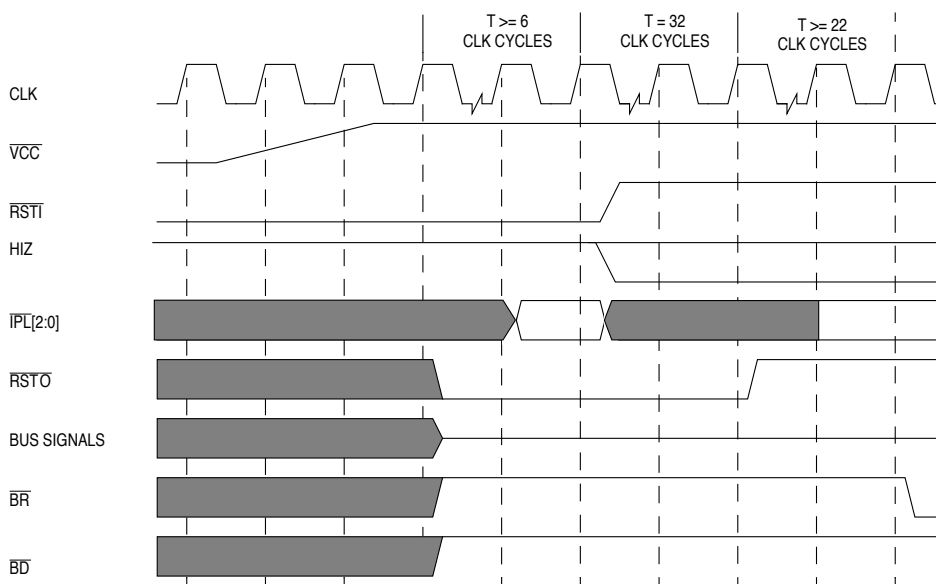 T >= 6
CLK CYCLES
T = 32
CLK CYCLES
T >= 22
CLK CYCLES
CLK
VCC
RSTI
HIZ
IPL[2:0]
RSTO
BUS SIGNALS
BR
BD